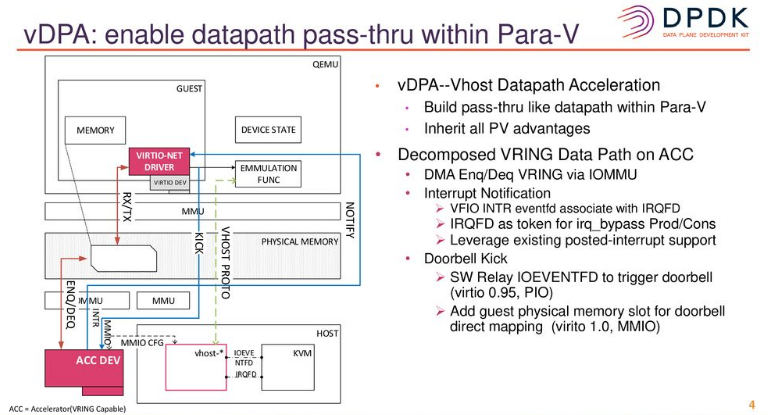 vDPA: enable datapath pass-thru within Para-V
DPDK
DATA PLANE DEVELOPMENT KIT
QEMU
GUEST
MEMORY
DEVICE STATE
VIRTIO-NET
DRIVER
VIRTIO DEV
EMMULATION
FUNC
RX/TX
MMU
KICK
VHOST PROTO
NOTIFY
PHYSICAL MEMORY
ENQ/DEQ
IOMMU
MMU
INTR
MMIO
MMIO CFG
HOST
ACC DEV
vhost-*
IOEVE
NTFD
IRQFD
KVM
ACC = Accelerator(VRING Capable)
• vDPA--Vhost Datapath Acceleration
• Build pass-thru like datapath within Para-V
• Inherit all PV advantages
• Decomposed VRING Data Path on ACC
• DMA Enq/Deq VRING via IOMMU
• Interrupt Notification
➢ VFIO INTR eventfd associate with IRQFD
➢ IRQFD as token for irq_bypass Prod/Cons
➢ Leverage existing posted-interrupt support
• Doorbell Kick
➢ SW Relay IOEVENTFD to trigger doorbell
(virtio 0.95, PIO)
➢ Add guest physical memory slot for doorbell
direct mapping (virito 1.0, MMIO)
4